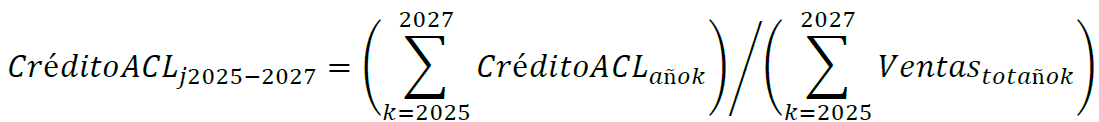 CréditoACL_{j2025−2027} = (∑_{k=2025}^{2027} CréditoACL_{añok}) / (∑_{k=2025}^{2027} Ventas_{totañok})